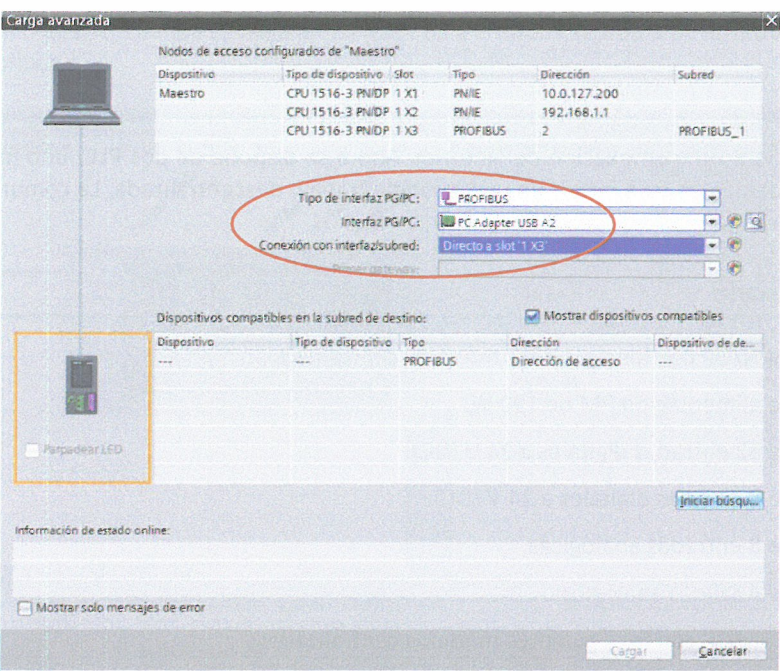 Carga avanzada
Nodos de acceso configurados de "Maestro"
Dispositivo Tipo de dispositivo Slot Tipo Dirección Subred
Maestro CPU 1516-3 PN/DP 1 X1 PN/IE 10.0.127.200
CPU 1516-3 PN/DP 1 X2 PN/IE 192.168.1.1
CPU 1516-3 PN/DP 1 X3 PROFIBUS 2 PROFIBUS_1
Tipo de interfaz PG/PC: PROFIBUS
Interfaz PG/PC: PC Adapter USB A2
Conexión con interfaz/subred: Directo a slot '1 X3'
gateway:
Dispositivos compatibles en la subred de destino: Mostrar dispositivos compatibles
Dispositivo Tipo de dispositivo Tipo Dirección Dispositivo de de...
--- --- PROFIBUS Dirección de acceso ---
Parpadear LED
Iniciar búsqu...
Información de estado online:
Mostrar solo mensajes de error
Cargar Cancelar